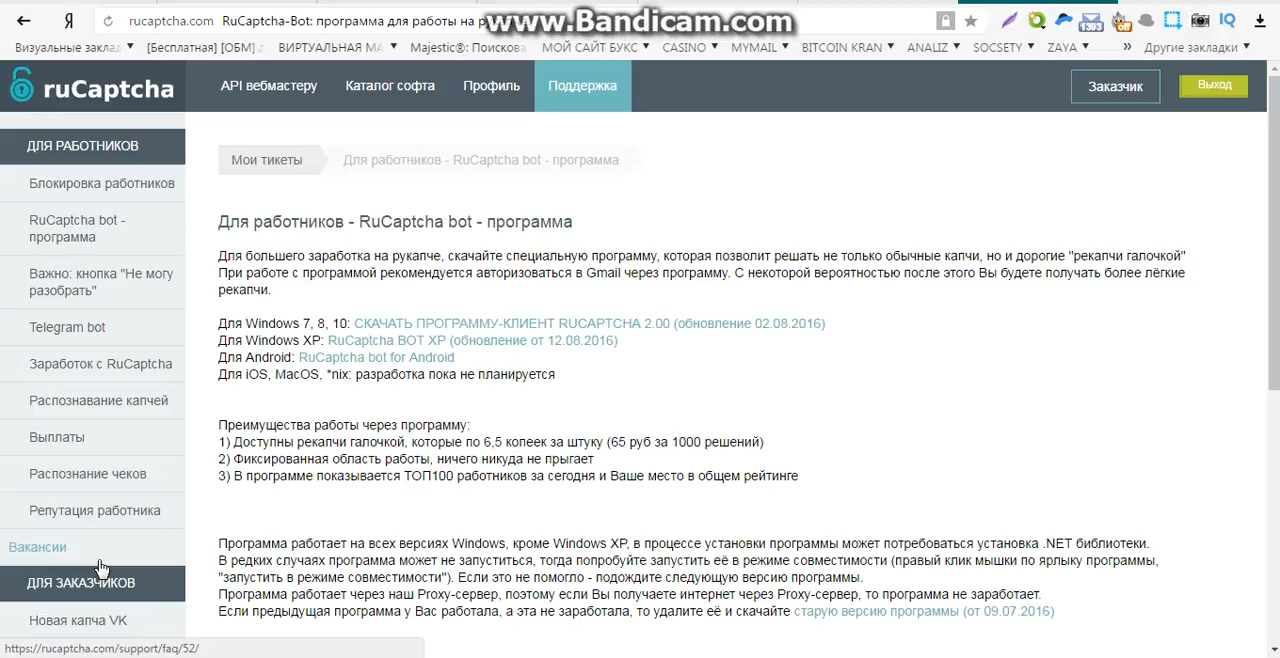 rucaptcha.com RuCaptcha-Bot: программа для работы на
www.Bandicam.com
Визуальные заклад [Бесплатная] [ОБМ] ВИРТУАЛЬНАЯ МА Majestic®: Поискова МОЙ САЙТ БУКС CASINO MYMAIL BITCOIN KRAN ANALIZ SOCSETY ZAYA Другие закладки
ruCaptcha
API вебмастеру Каталог софта Профиль Поддержка Заказчик Выход
ДЛЯ РАБОТНИКОВ
Блокировка работников
RuCaptcha bot -
программа
Важно: кнопка "Не могу
разобрать"
Telegram bot
Заработок с RuCaptcha
Распознавание капчей
Выплаты
Распознание чеков
Репутация работника
Вакансии
ДЛЯ ЗАКАЗЧИКОВ
Новая капча VK
https://rucaptcha.com/support/faq/52/
Мои тикеты Для работников - RuCaptcha bot - программа
Для работников - RuCaptcha bot - программа
Для большего заработка на рукапче, скачайте специальную программу, которая позволит решать не только обычные капчи, но и дорогие "рекапчи галочкой"
При работе с программой рекомендуется авторизоваться в Gmail через программу. С некоторой вероятностью после этого Вы будете получать более лёгкие
рекапчи.
Для Windows 7, 8, 10: СКАЧАТЬ ПРОГРАММУ-КЛИЕНТ RUCAPTCHA 2.00 (обновление 02.08.2016)
Для Windows XP: RuCaptcha BOT XP (обновление от 12.08.2016)
Для Android: RuCaptcha bot for Android
Для iOS, MacOS, *nix: разработка пока не планируется
Преимущества работы через программу:
1) Доступны рекапчи галочкой, которые по 6,5 копеек за штуку (65 руб за 1000 решений)
2) Фиксированная область работы, ничего никуда не прыгает
3) В программе показывается ТОП100 работников за сегодня и Ваше место в общем рейтинге
Программа работает на всех версиях Windows, кроме Windows XP, в процессе установки программы может потребоваться установка .NET библиотеки.
В редких случаях программа может не запуститься, тогда попробуйте запустить её в режиме совместимости (правый клик мышки по ярлыку программы,
"запустить в режиме совместимости"). Если это не помогло - подождите следующую версию программы.
Программа работает через наш Proxy-сервер, поэтому если Вы получаете интернет через Proxy-сервер, то программа не заработает.
Если предыдущая программа у Вас работала, а эта не заработала, то удалите её и скачайте старую версию программы (от 09.07.2016)